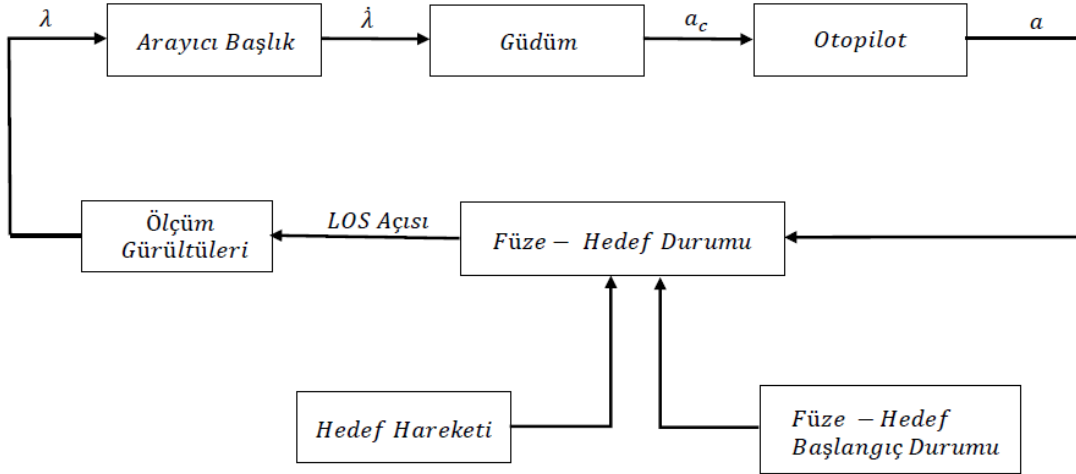 λ
λ̇
a_c
a
Arayıcı Başlık
Güdüm
Otopilot
LOS Açısı
Ölçüm
Gürültüleri
Füze − Hedef Durumu
Hedef Hareketi
Füze − Hedef
Başlangıç Durumu